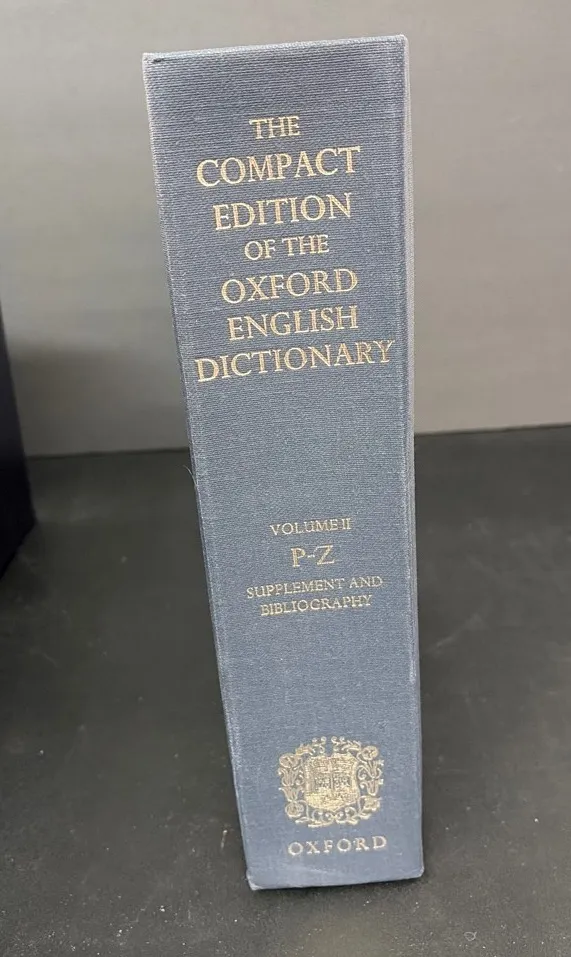 THE
COMPACT
EDITION
OF THE
OXFORD
ENGLISH
DICTIONARY
VOLUME II
P-Z
SUPPLEMENT AND
BIBLIOGRAPHY
OXFORD